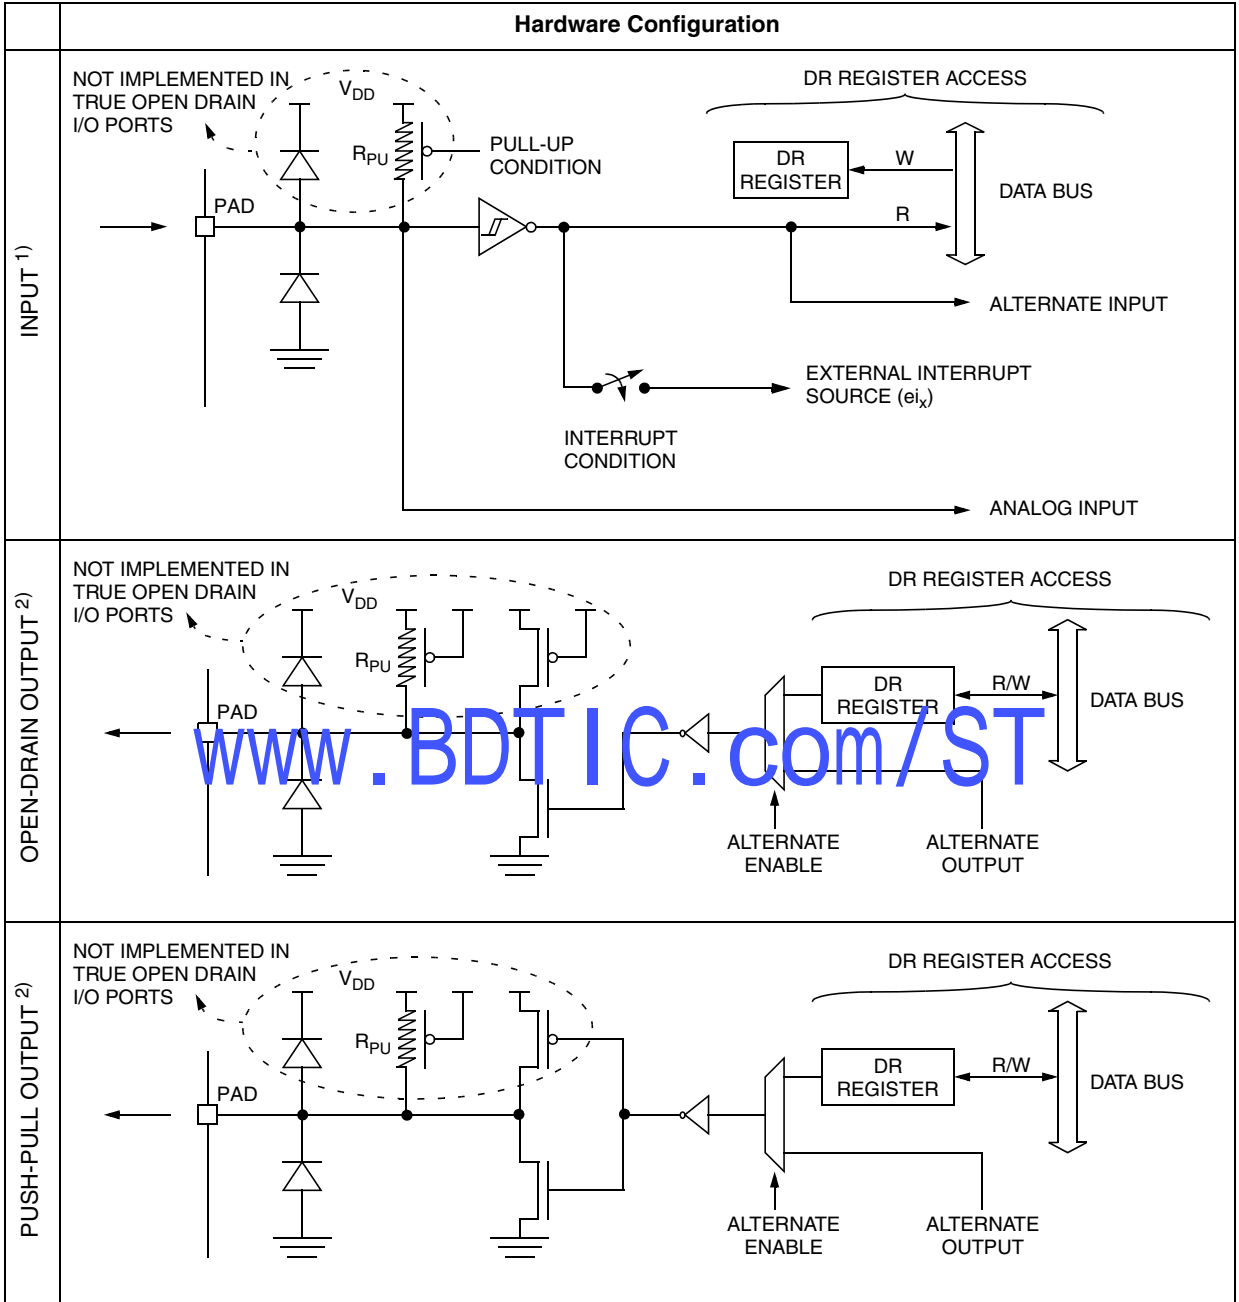 Hardware Configuration
INPUT 1)
NOT IMPLEMENTED IN
TRUE OPEN DRAIN
I/O PORTS
VDD
RPU
PULL-UP
CONDITION
PAD
DR REGISTER ACCESS
DR
REGISTER
W
R
DATA BUS
ALTERNATE INPUT
EXTERNAL INTERRUPT
SOURCE (eix)
INTERRUPT
CONDITION
ANALOG INPUT
OPEN-DRAIN OUTPUT 2)
NOT IMPLEMENTED IN
TRUE OPEN DRAIN
I/O PORTS
VDD
RPU
PAD
DR REGISTER ACCESS
DR
REGISTER
R/W
DATA BUS
ALTERNATE
ENABLE
ALTERNATE
OUTPUT
www.BDTIC.com/ST
PUSH-PULL OUTPUT 2)
NOT IMPLEMENTED IN
TRUE OPEN DRAIN
I/O PORTS
VDD
RPU
PAD
DR REGISTER ACCESS
DR
REGISTER
R/W
DATA BUS
ALTERNATE
ENABLE
ALTERNATE
OUTPUT